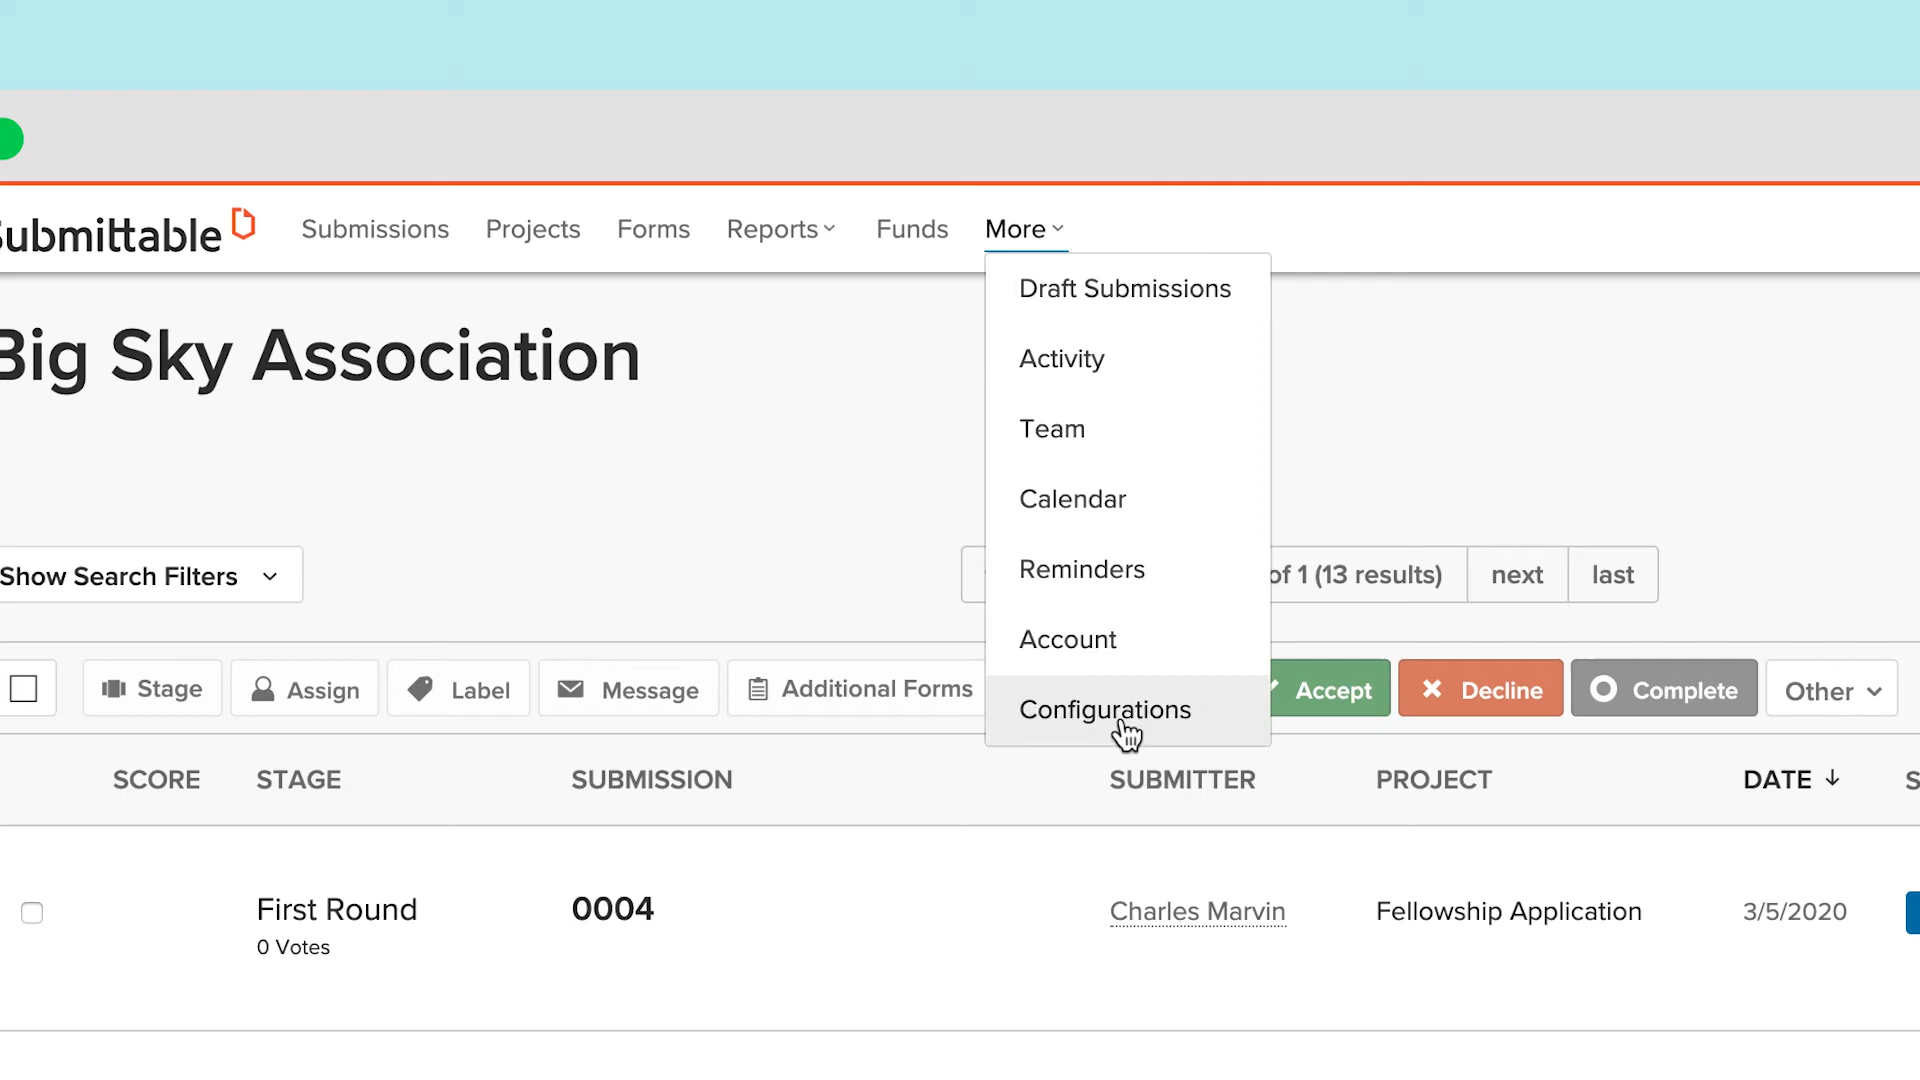 Submittable
Submissions Projects Forms Reports Funds More
Draft Submissions
Activity
Team
Calendar
Reminders
Account
Configurations
Big Sky Association
Show Search Filters
of 1 (13 results) next last
Stage Assign Label Message Additional Forms Accept Decline Complete Other
SCORE STAGE SUBMISSION SUBMITTER PROJECT DATE
First Round 0004 Charles Marvin Fellowship Application 3/5/2020
0 Votes